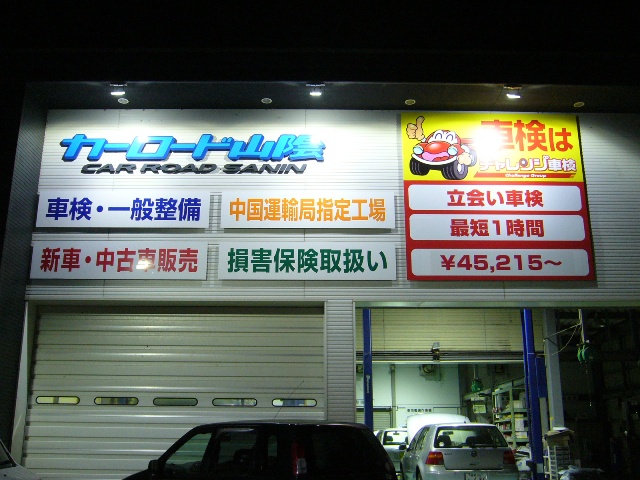 カーロード山陰
CAR ROAD SANIN
車検・一般整備
中国運輸局指定工場
新車・中古車販売
損害保険取扱い
車検は
チャレンジ車検
Challenge Group
立会い車検
最短1時間
¥45,215～